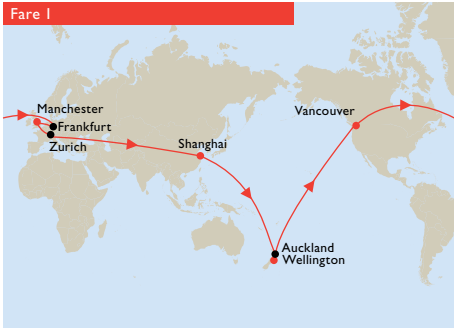 Fare 1
Manchester
Vancouver
Frankfurt
Shanghai
Zurich
Auckland
Wellington